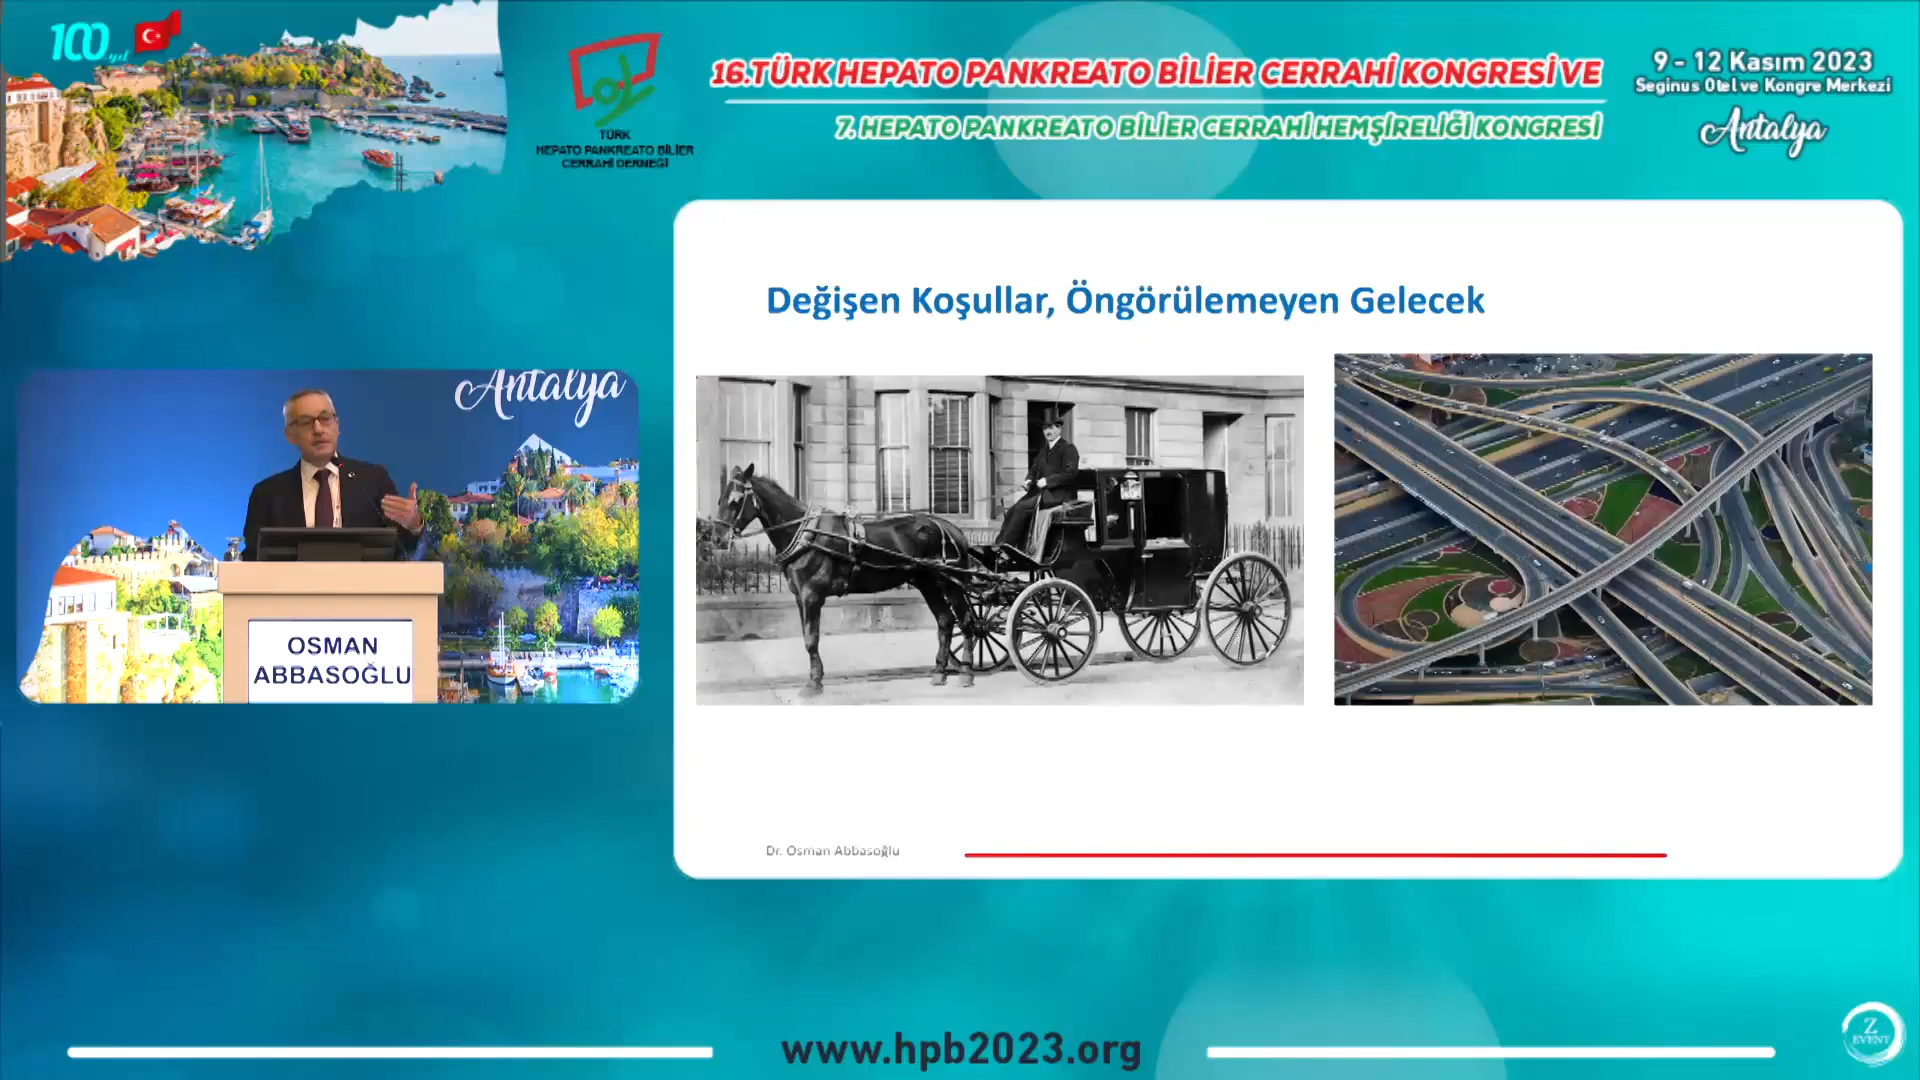 100.yıl
TÜRK
HEPATO PANKREATO BİLİER
CERRAHİ DERNEĞİ
16.TÜRK HEPATO PANKREATO BİLİER CERRAHİ KONGRESİ VE
7. HEPATO PANKREATO BİLİER CERRAHİ HEMŞİRELİĞİ KONGRESİ
9 - 12 Kasım 2023
Seginus Otel ve Kongre Merkezi
Antalya
Antalya
OSMAN
ABBASOĞLU
Değişen Koşullar, Öngörülemeyen Gelecek
Dr. Osman Abbasoğlu
www.hpb2023.org
Z
EVENT